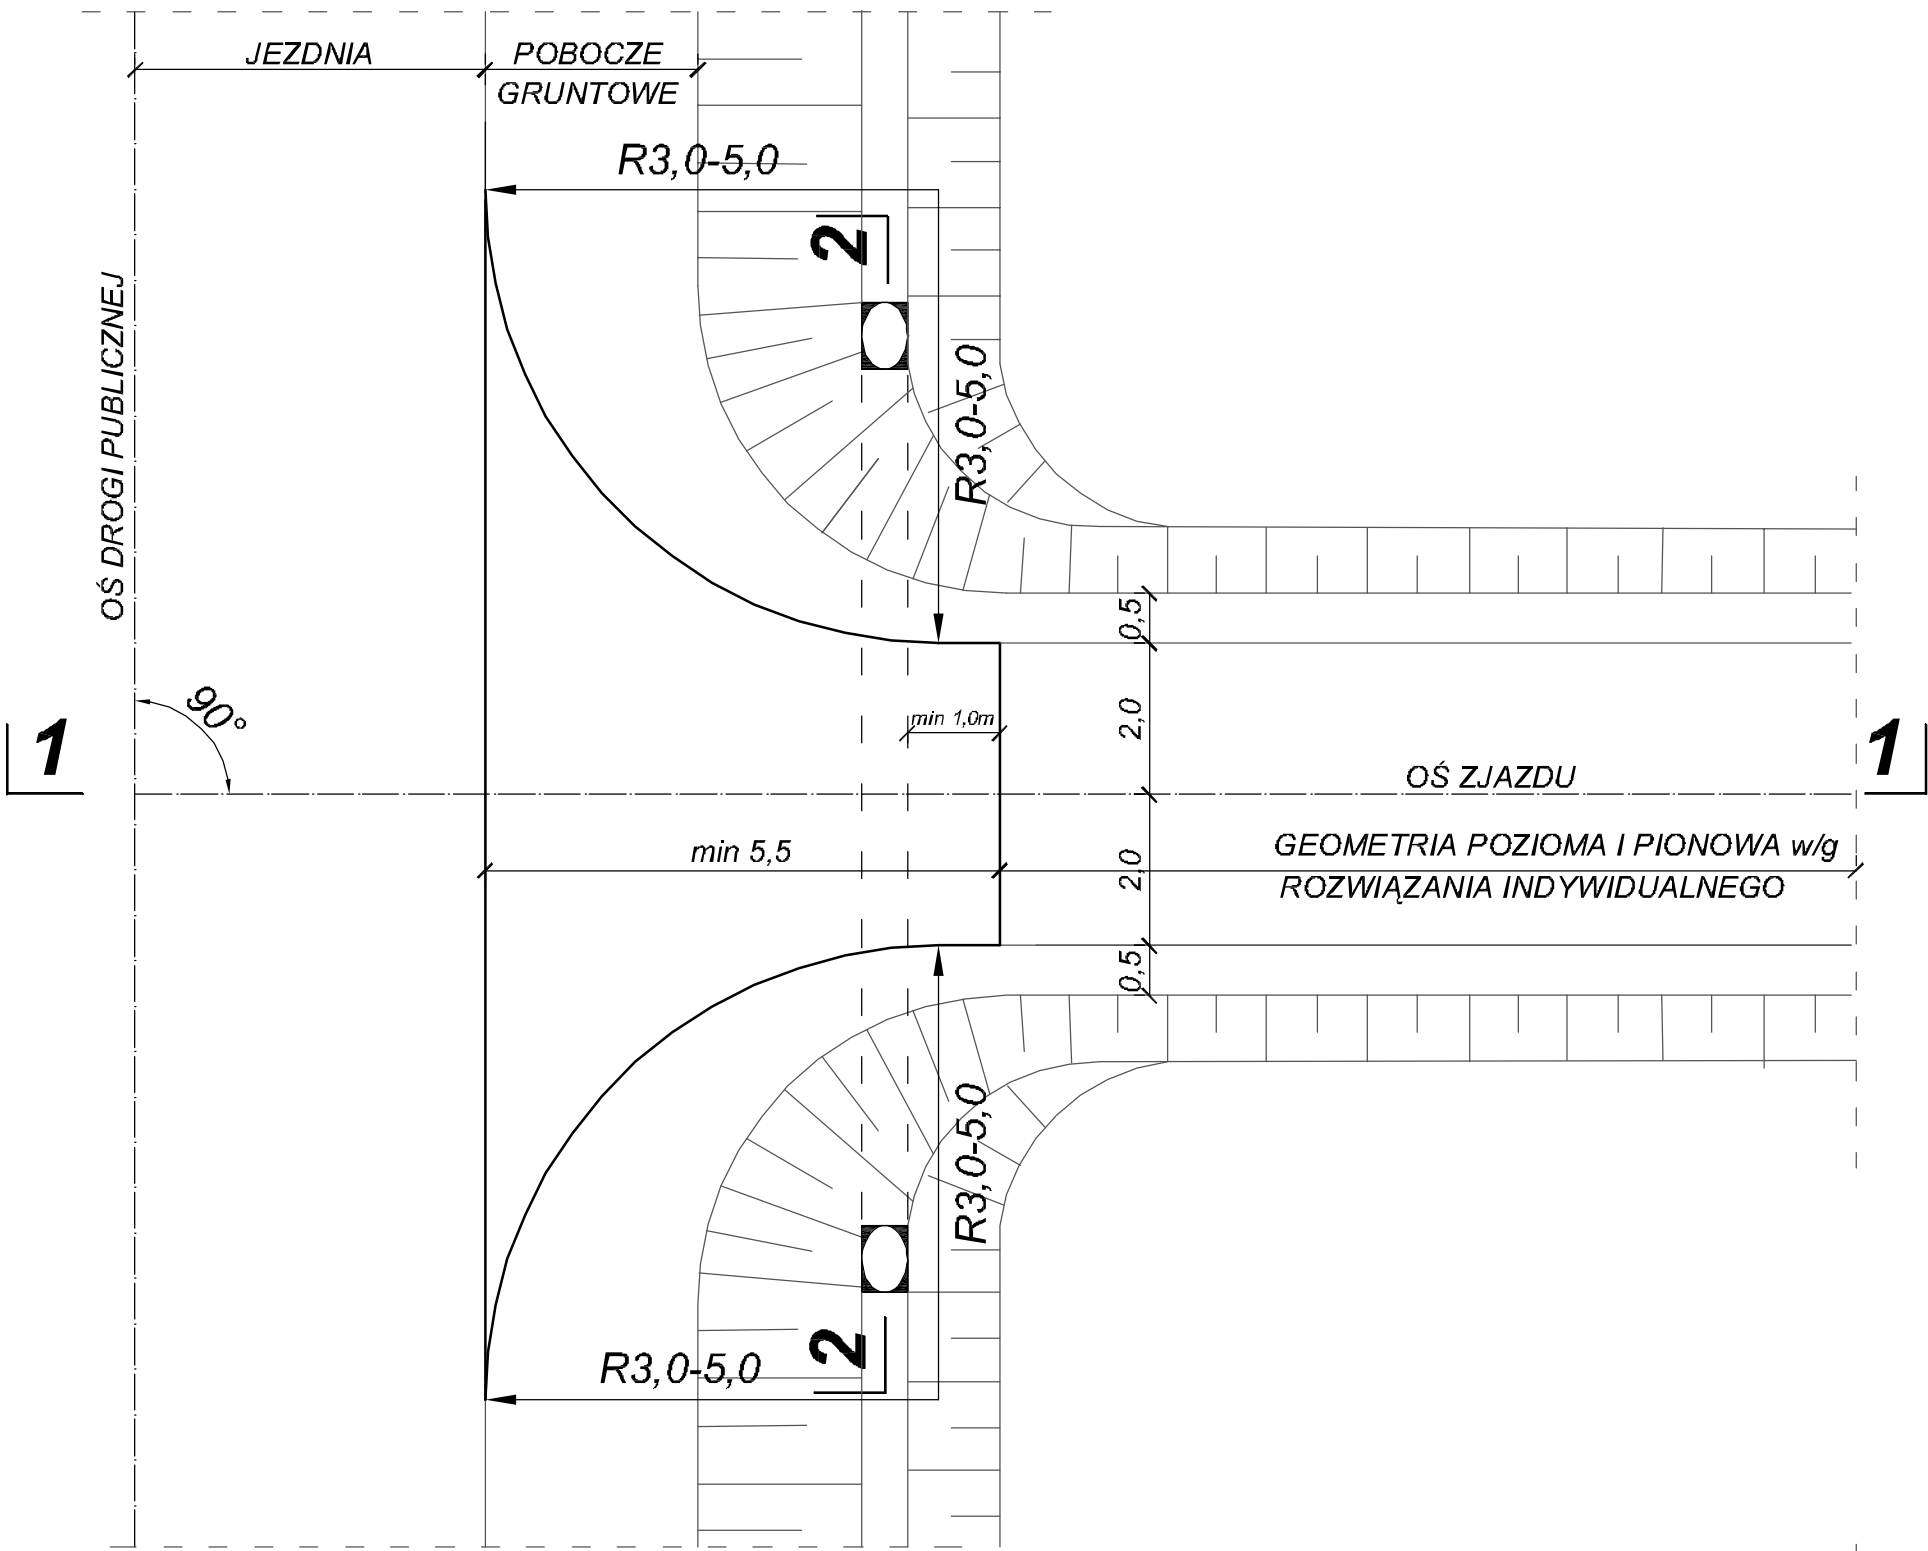 JEZDNIA
POBOCZE
GRUNTOWE
R3,0-5,0
2
OŚ DROGI PUBLICZNEJ
R3,0-5,0
0,5
90°
min 1,0m
2,0
1
1
OŚ ZJAZDU
min 5,5
2,0
GEOMETRIA POZIOMA I PIONOWA w/g
ROZWIĄZANIA INDYWIDUALNEGO
0,5
R3,0-5,0
2
R3,0-5,0